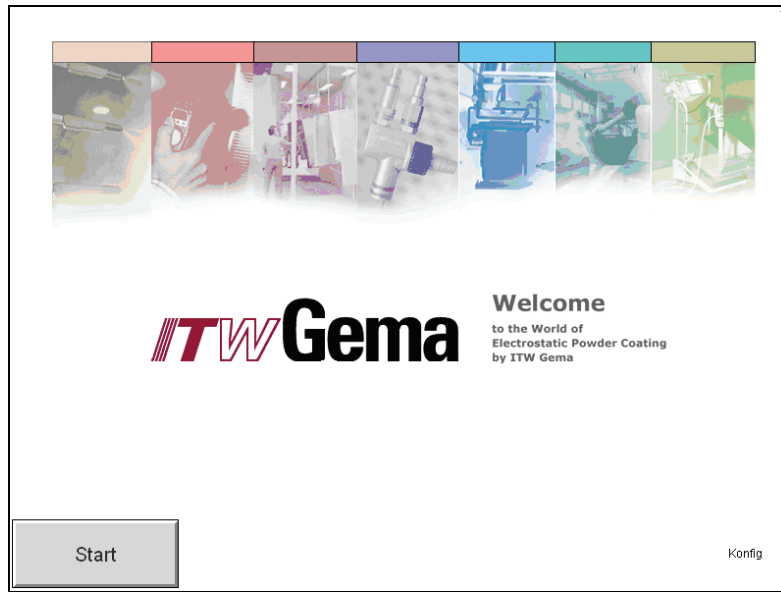 ITW Gema
Welcome
to the World of
Electrostatic Powder Coating
by ITW Gema
Start
Konfig